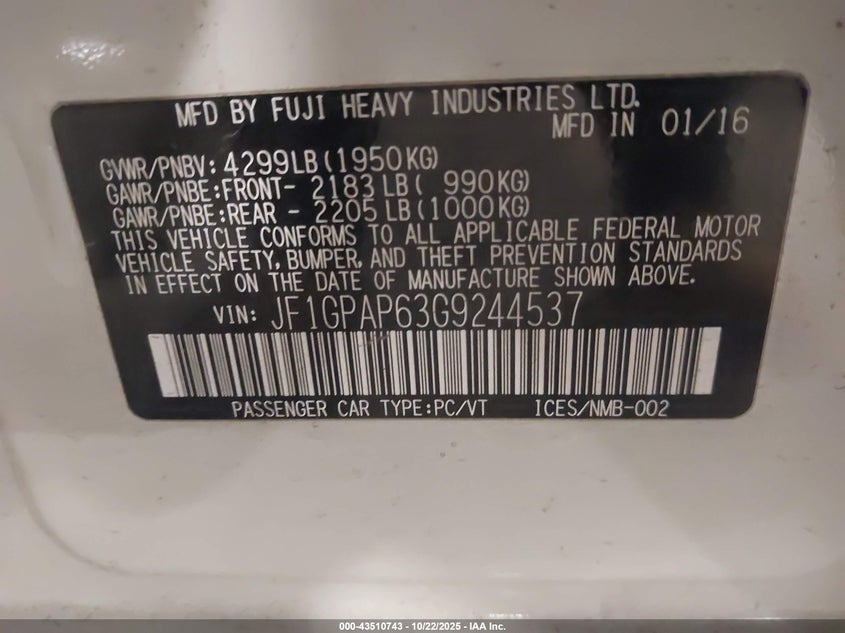 MFD BY FUJI HEAVY INDUSTRIES LTD.
MFD IN 01/16
GVWR/PNBV: 4299LB(1950KG)
GAWR/PNBE:FRONT- 2183LB( 990KG)
GAWR/PNBE:REAR - 2205LB(1000KG)
THIS VEHICLE CONFORMS TO ALL APPLICABLE FEDERAL MOTOR
VEHICLE SAFETY, BUMPER, AND THEFT PREVENTION STANDARDS
IN EFFECT ON THE DATE OF MANUFACTURE SHOWN ABOVE.
VIN: JF1GPAP63G9244537
PASSENGER CAR TYPE:PC/VT ICES/NMB-002
000-43510743 - 10/22/2025 - IAA Inc.